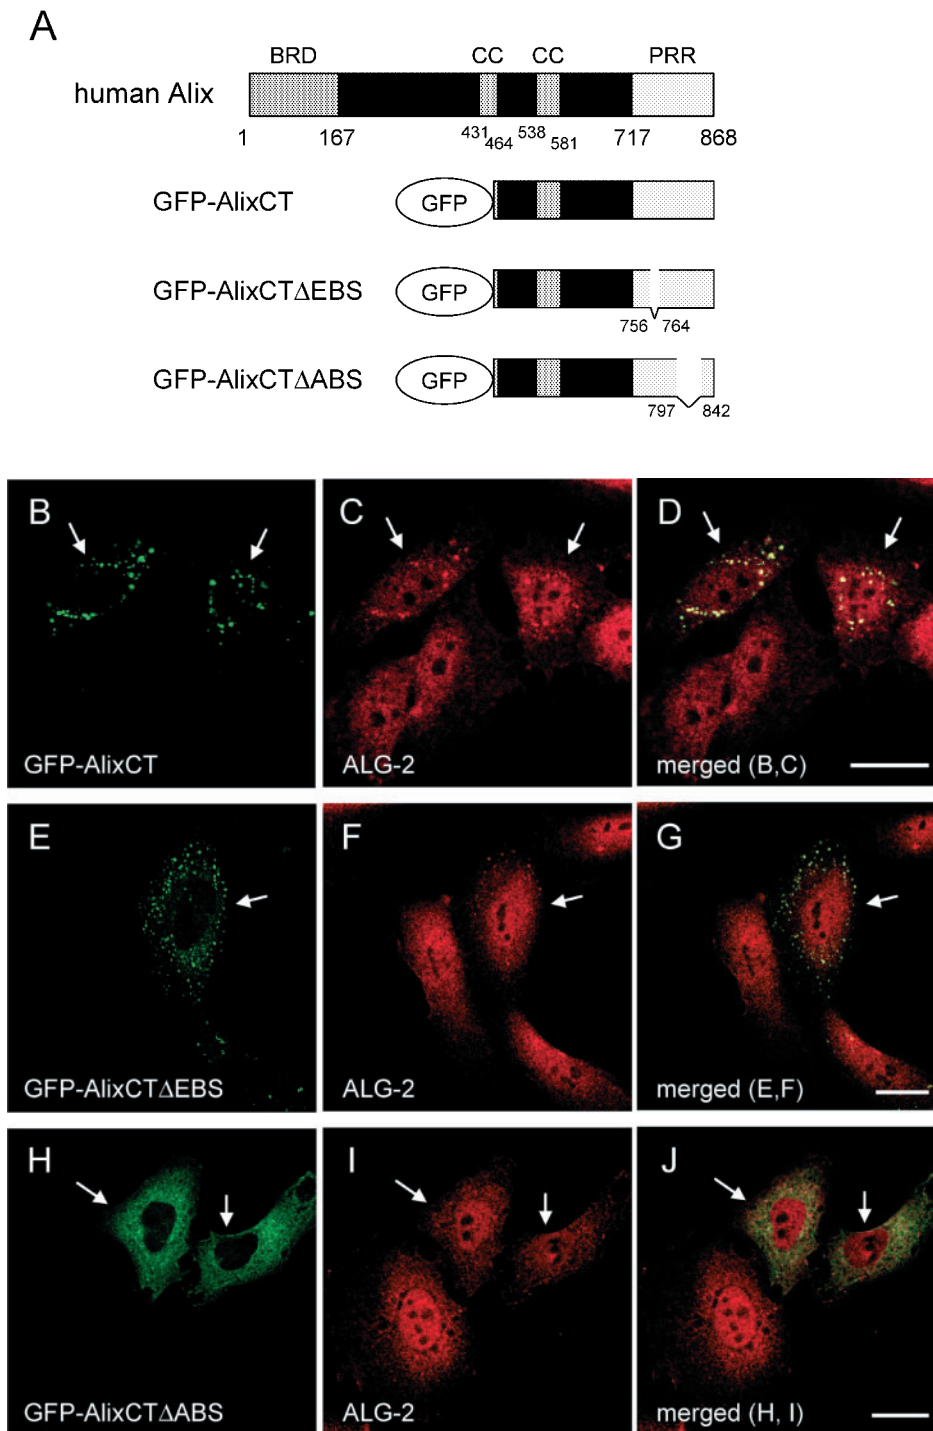 A
BRD CC CC PRR
human Alix
1 167 431 464 538 581 717 868
GFP-AlixCT GFP
GFP-AlixCTΔEBS GFP
756 764
GFP-AlixCTΔABS GFP
797 842
B C D
GFP-AlixCT ALG-2 merged (B,C)
E F G
GFP-AlixCTΔEBS ALG-2 merged (E,F)
H I J
GFP-AlixCTΔABS ALG-2 merged (H, I)